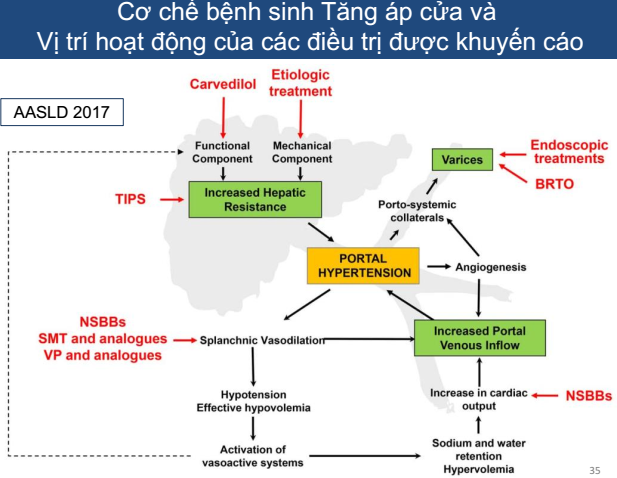 Cơ chế bệnh sinh Tăng áp cửa và
Vị trí hoạt động của các điều trị được khuyến cáo
AASLD 2017
Carvedilol
Etiologic
treatment
Functional
Component
Mechanical
Component
Varices
Endoscopic
treatments
BRTO
TIPS
Increased Hepatic
Resistance
Porto-systemic
collaterals
PORTAL
HYPERTENSION
Angiogenesis
NSBBs
SMT and analogues
VP and analogues
Splanchnic Vasodilation
Increased Portal
Venous Inflow
Hypotension
Effective hypovolemia
Increase in cardiac
output
NSBBs
Activation of
vasoactive systems
Sodium and water
retention
Hypervolemia
35